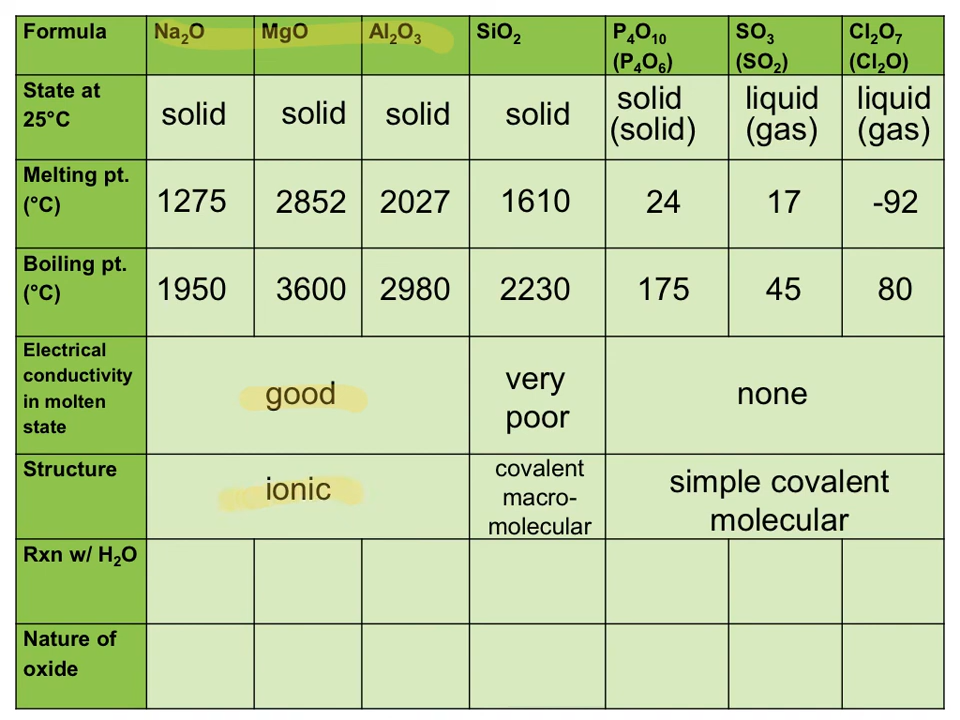 Formula Na₂O MgO Al₂O₃ SiO₂ P₄O₁₀ (P₄O₆) SO₃ (SO₂) Cl₂O₇ (Cl₂O)
State at 25°C solid solid solid solid solid (solid) liquid (gas) liquid (gas)
Melting pt. (°C) 1275 2852 2027 1610 24 17 -92
Boiling pt. (°C) 1950 3600 2980 2230 175 45 80
Electrical conductivity in molten state good very poor none
Structure ionic covalent macro-molecular simple covalent molecular
Rxn w/ H₂O
Nature of oxide